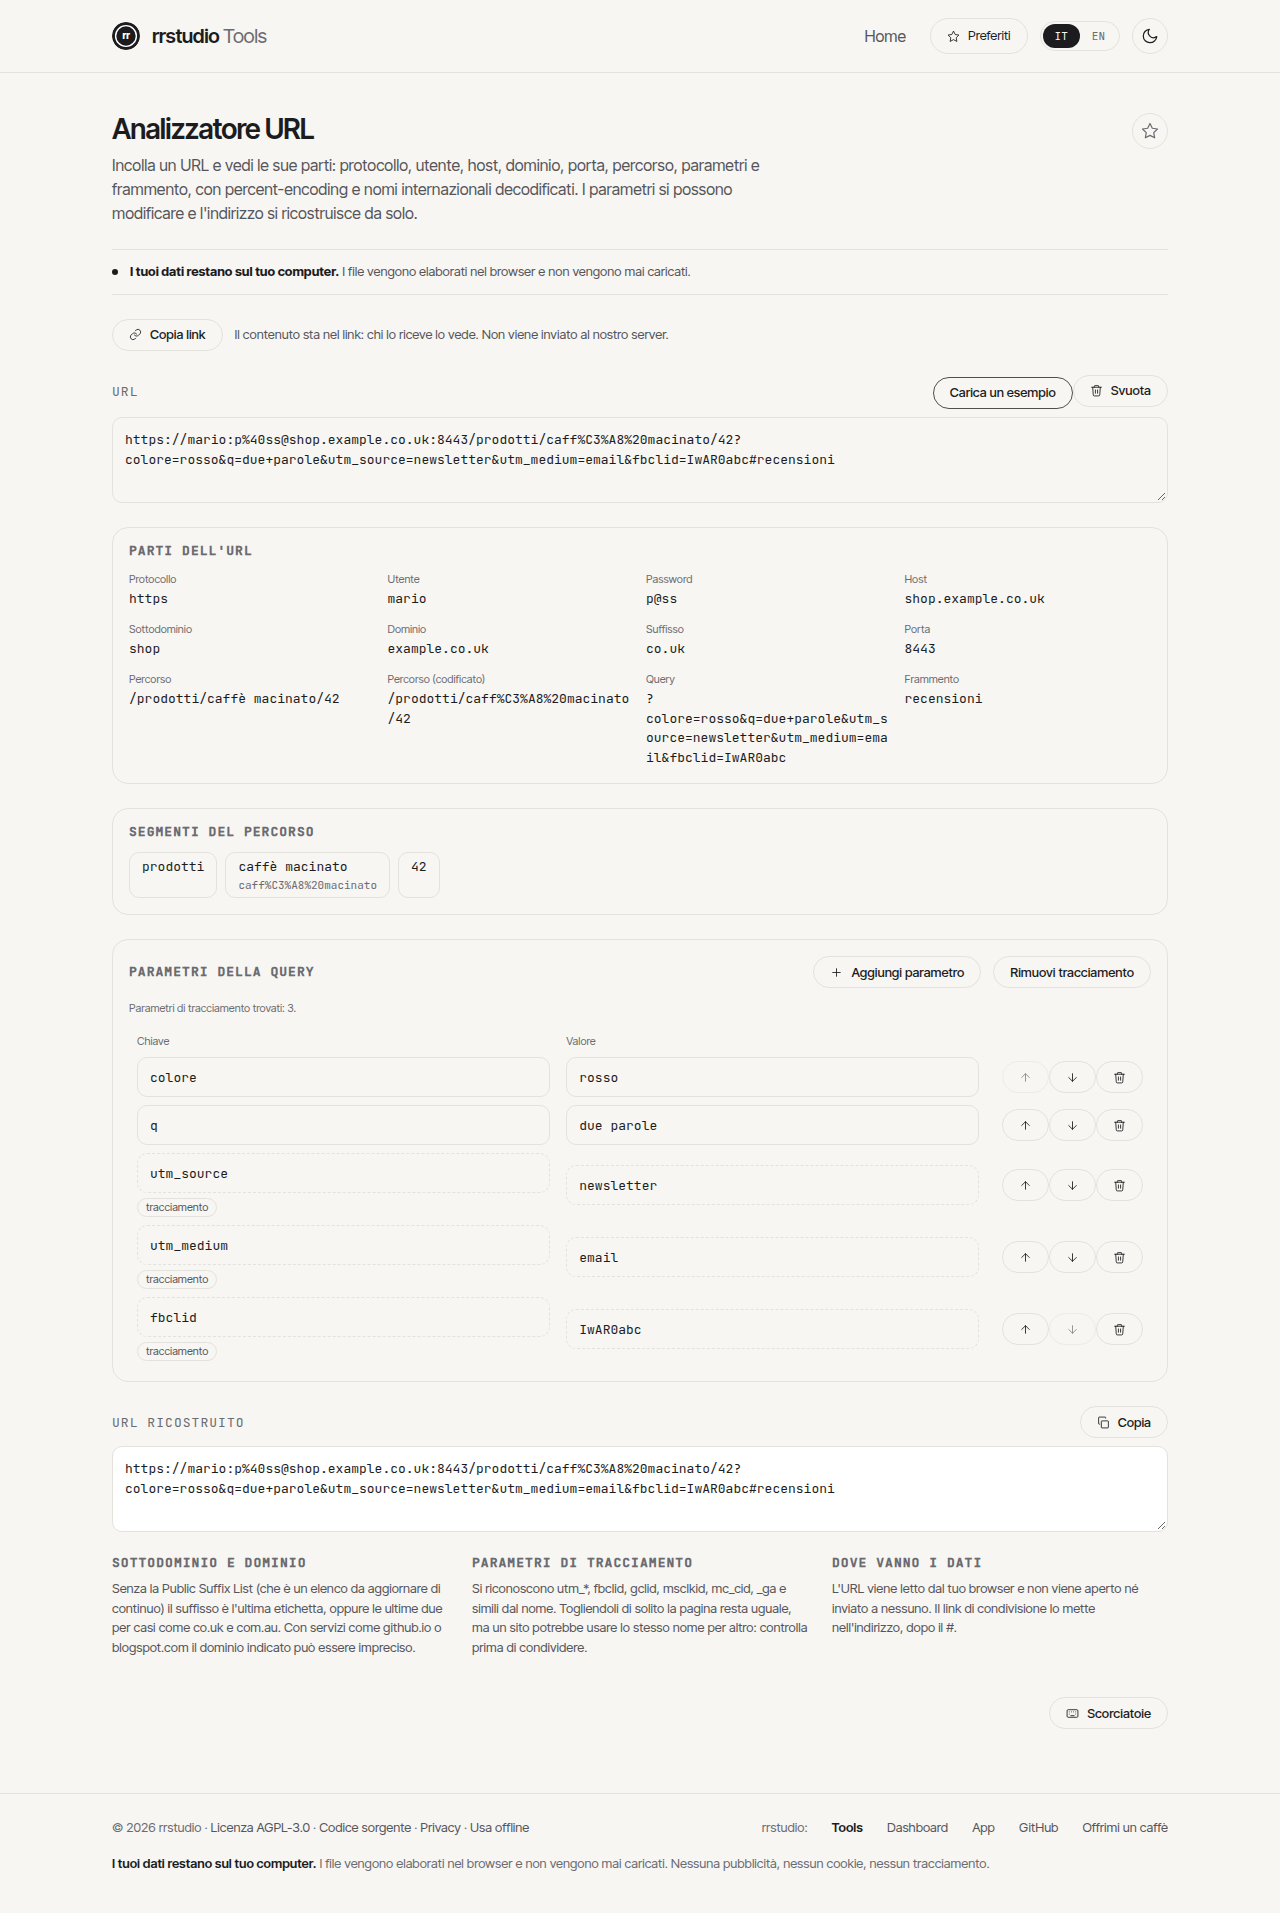 rr rrstudio Tools
Home
Preferiti
IT EN
Analizzatore URL
Incolla un URL e vedi le sue parti: protocollo, utente, host, dominio, porta, percorso, parametri e
frammento, con percent-encoding e nomi internazionali decodificati. I parametri si possono
modificare e l'indirizzo si ricostruisce da solo.
I tuoi dati restano sul tuo computer. I file vengono elaborati nel browser e non vengono mai caricati.
Copia link
Il contenuto sta nel link: chi lo riceve lo vede. Non viene inviato al nostro server.
URL
Carica un esempio
Svuota
https://mario:p%40ss@shop.example.co.uk:8443/prodotti/caff%C3%A8%20macinato/42?
colore=rosso&q=due+parole&utm_source=newsletter&utm_medium=email&fbclid=IwAR0abc#recensioni
PARTI DELL'URL
Protocollo
https
Utente
mario
Password
p@ss
Host
shop.example.co.uk
Sottodominio
shop
Dominio
example.co.uk
Suffisso
co.uk
Porta
8443
Percorso
/prodotti/caffè macinato/42
Percorso (codificato)
/prodotti/caff%C3%A8%20macinato
/42
Query
?
colore=rosso&q=due+parole&utm_s
ource=newsletter&utm_medium=ema
il&fbclid=IwAR0abc
Frammento
recensioni
SEGMENTI DEL PERCORSO
prodotti
caffè macinato
caff%C3%A8%20macinato
42
PARAMETRI DELLA QUERY
Aggiungi parametro
Rimuovi tracciamento
Parametri di tracciamento trovati: 3.
Chiave
Valore
colore
rosso
q
due parole
utm_source
tracciamento
newsletter
utm_medium
tracciamento
email
fbclid
tracciamento
IwAR0abc
URL RICOSTRUITO
Copia
https://mario:p%40ss@shop.example.co.uk:8443/prodotti/caff%C3%A8%20macinato/42?
colore=rosso&q=due+parole&utm_source=newsletter&utm_medium=email&fbclid=IwAR0abc#recensioni
SOTTODOMINIO E DOMINIO
Senza la Public Suffix List (che è un elenco da aggiornare di
continuo) il suffisso è l'ultima etichetta, oppure le ultime due
per casi come co.uk e com.au. Con servizi come github.io o
blogspot.com il dominio indicato può essere impreciso.
PARAMETRI DI TRACCIAMENTO
Si riconoscono utm_*, fbclid, gclid, msclkid, mc_cid, _ga e
simili dal nome. Togliendoli di solito la pagina resta uguale,
ma un sito potrebbe usare lo stesso nome per altro: controlla
prima di condividere.
DOVE VANNO I DATI
L'URL viene letto dal tuo browser e non viene aperto né
inviato a nessuno. Il link di condivisione lo mette
nell'indirizzo, dopo il #.
Scorciatoie
© 2026 rrstudio · Licenza AGPL-3.0 · Codice sorgente · Privacy · Usa offline
rrstudio: Tools Dashboard App GitHub Offrimi un caffè
I tuoi dati restano sul tuo computer. I file vengono elaborati nel browser e non vengono mai caricati. Nessuna pubblicità, nessun cookie, nessun tracciamento.